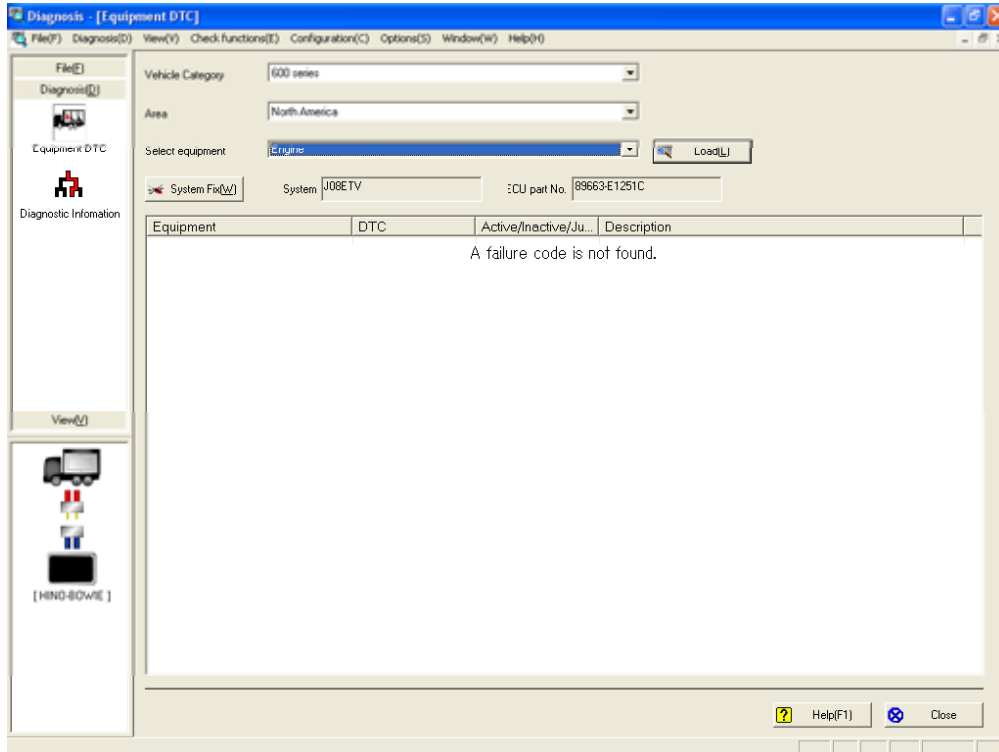 Diagnosis - [Equipment DTC]
File(F) Diagnosis(D) View(V) Check functions(E) Configuration(C) Options(S) Window(W) Help(H)
File(F)
Diagnosis(D)
Equipment DTC
Diagnostic Infomation
View(V)
[ HINO-BOWIE ]
Vehicle Category 600 series
Area North America
Select equipment Engine Load(L)
System Fix(W) System J08ETV ECU part No. 89663-E1251C
Equipment DTC Active/Inactive/Ju... Description
A failure code is not found.
Help(F1) Close